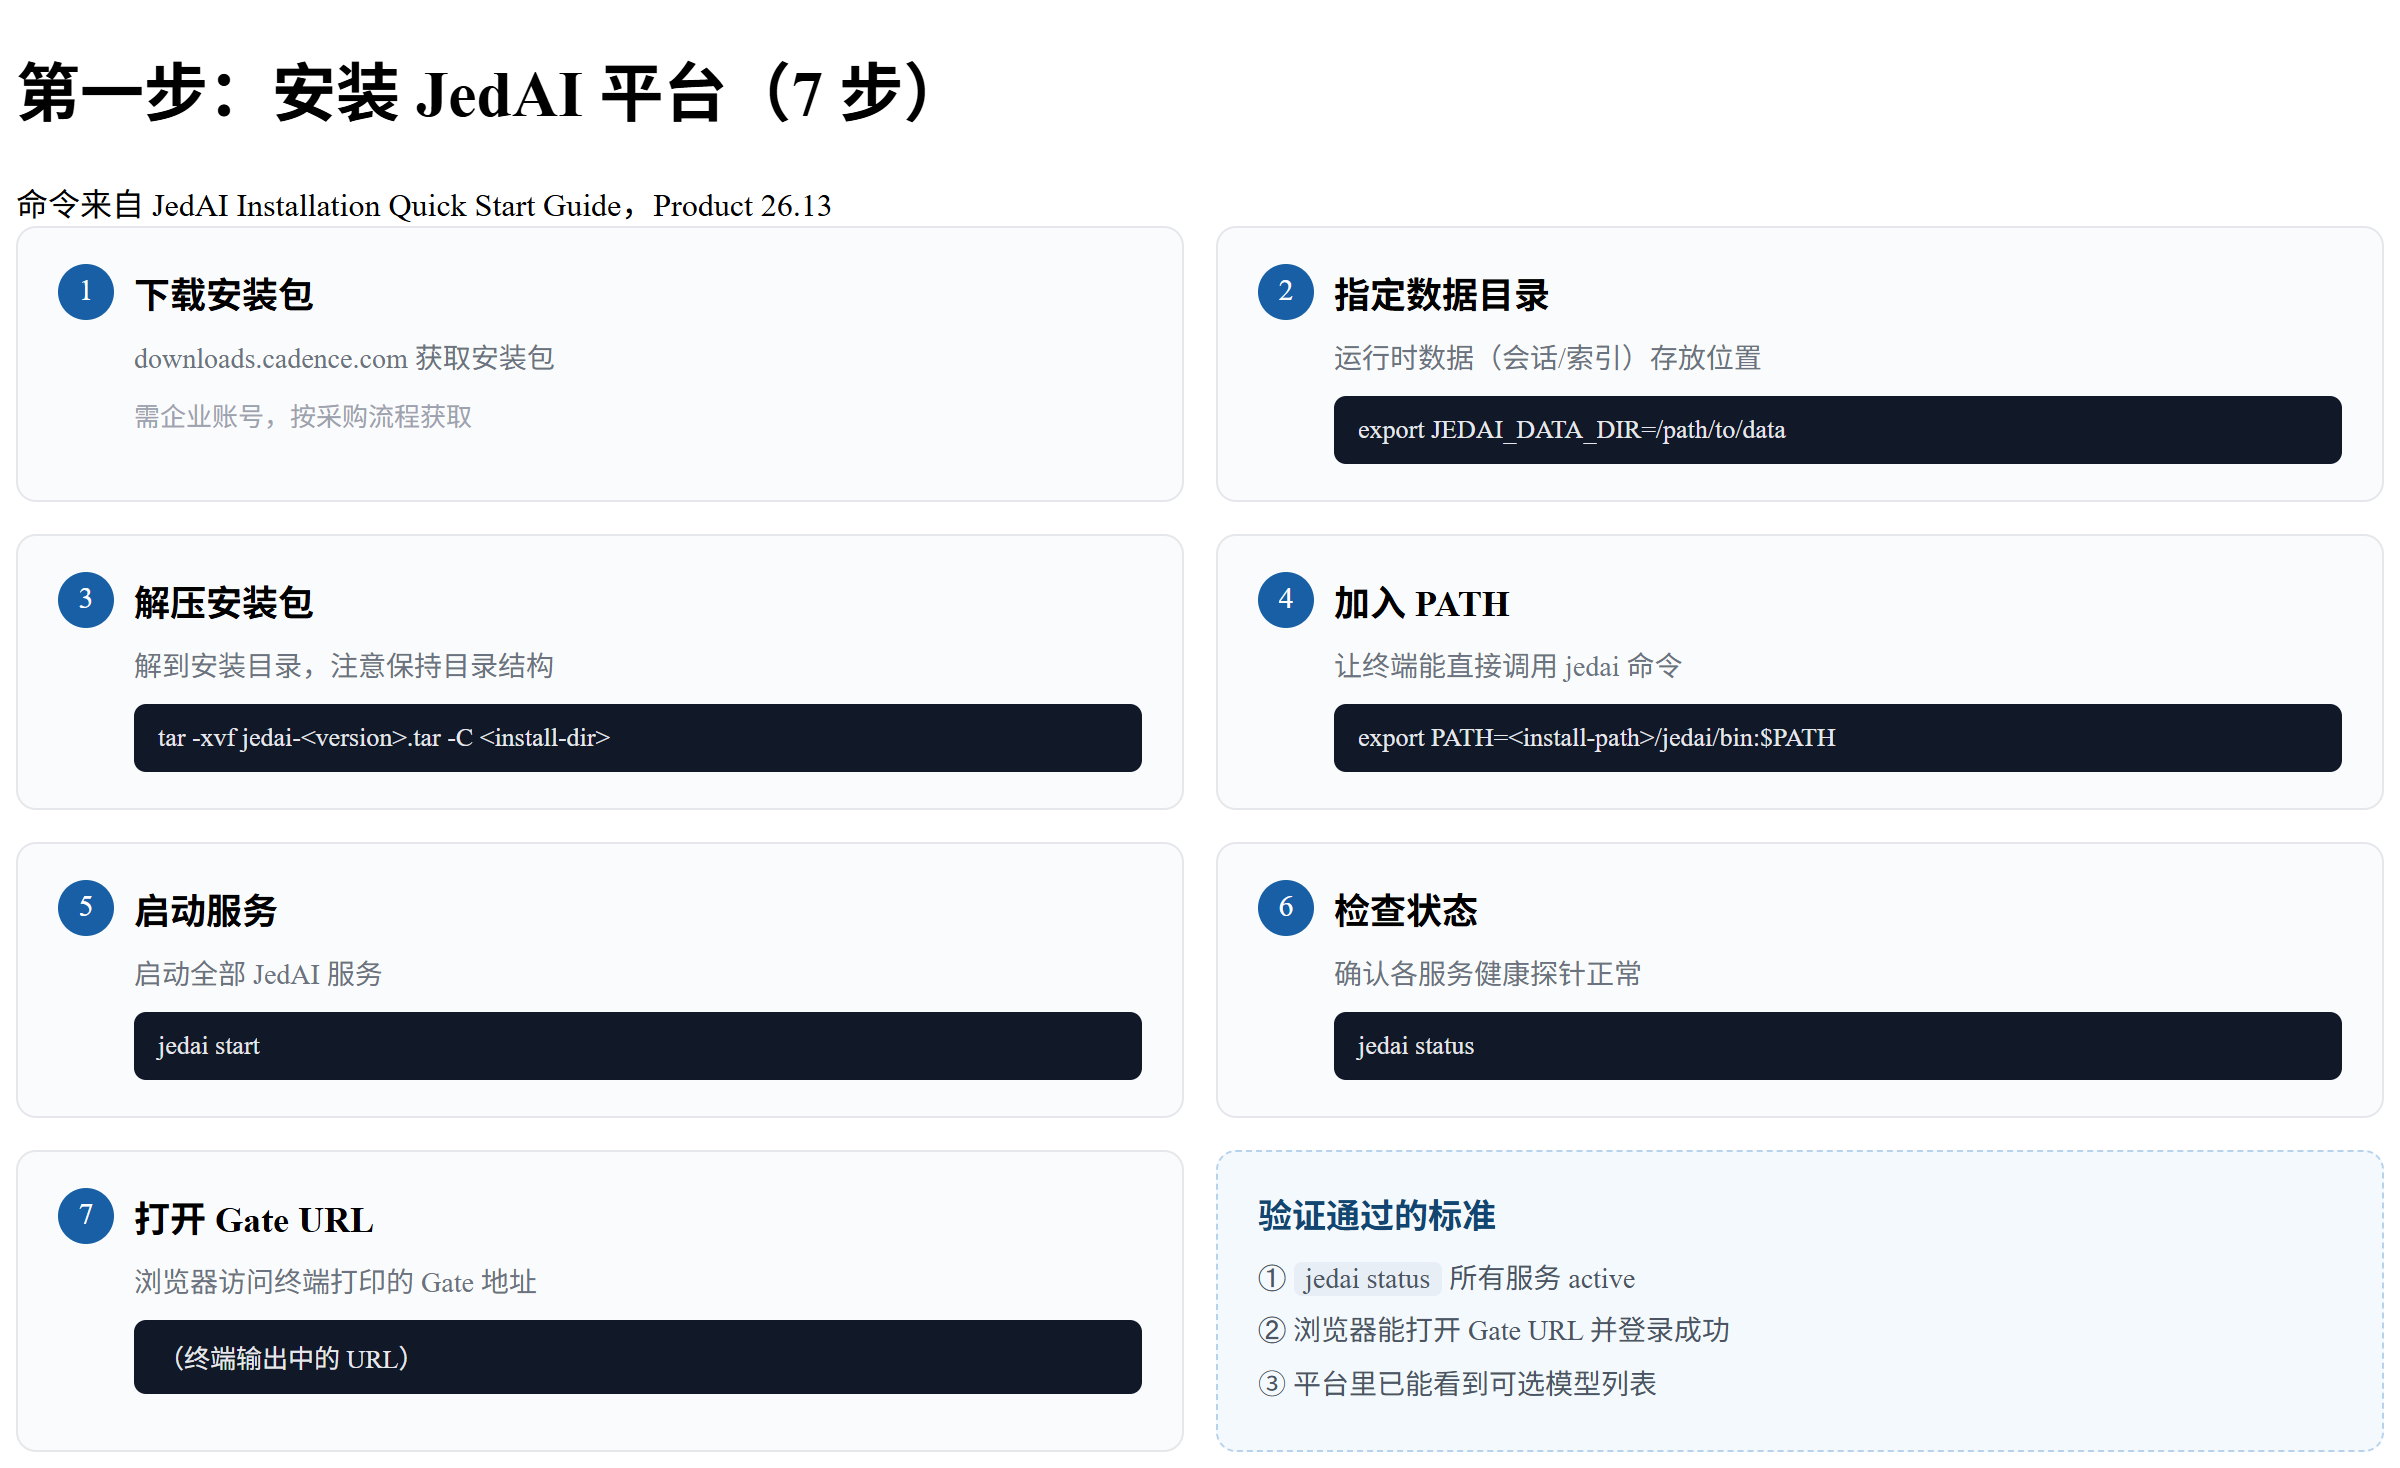 第一步：安装 JedAI 平台（7 步）
命令来自 JedAI Installation Quick Start Guide，Product 26.13
1
下载安装包
downloads.cadence.com 获取安装包
需企业账号，按采购流程获取
2
指定数据目录
运行时数据（会话/索引）存放位置
export JEDAI_DATA_DIR=/path/to/data
3
解压安装包
解到安装目录，注意保持目录结构
tar -xvf jedai-<version>.tar -C <install-dir>
4
加入 PATH
让终端能直接调用 jedai 命令
export PATH=<install-path>/jedai/bin:$PATH
5
启动服务
启动全部 JedAI 服务
jedai start
6
检查状态
确认各服务健康探针正常
jedai status
7
打开 Gate URL
浏览器访问终端打印的 Gate 地址
（终端输出中的 URL）
验证通过的标准
① jedai status 所有服务 active
② 浏览器能打开 Gate URL 并登录成功
③ 平台里已能看到可选模型列表